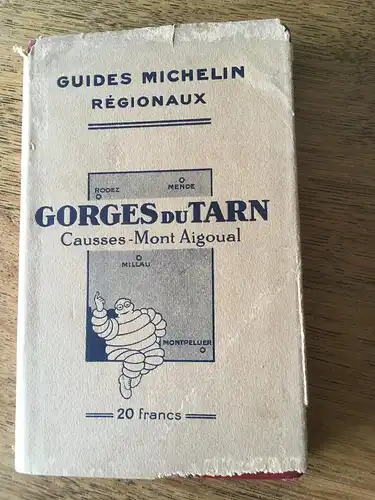 GUIDES MICHELIN
RÉGIONAUX
RODEZ
MENDE
GORGES DU TARN
Causses-Mont Aigoual
MILLAU
MONTPELLIER
20 francs